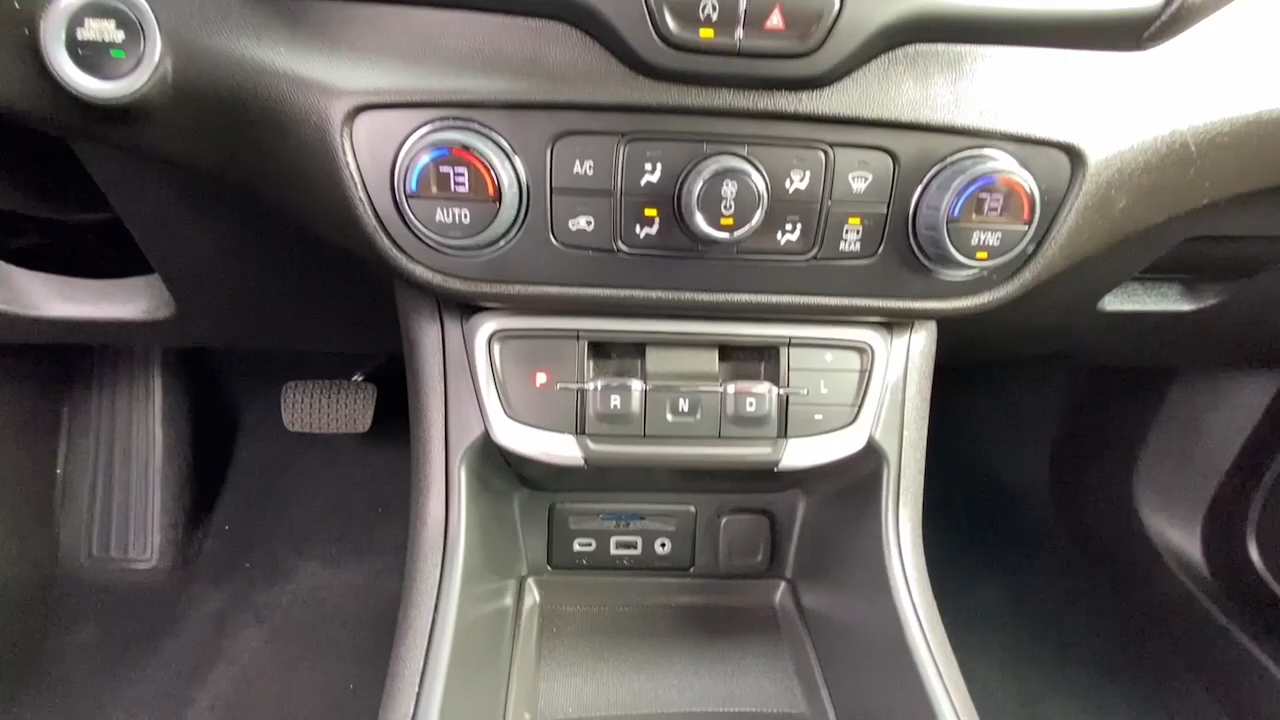 ENGINE
START/STOP
73
AUTO
A/C
REAR
73
SYNC
P
R
N
D
+
L
-